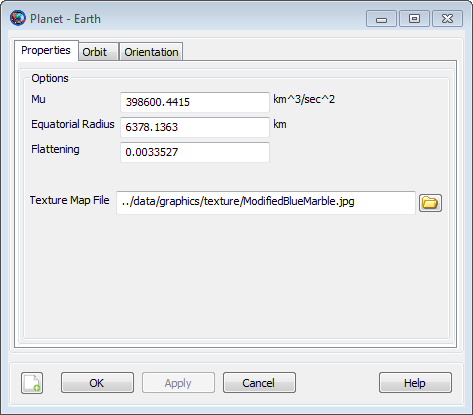 Planet - Earth
Properties Orbit Orientation
Options
Mu 398600.4415 km^3/sec^2
Equatorial Radius 6378.1363 km
Flattening 0.0033527
Texture Map File ../data/graphics/texture/ModifiedBlueMarble.jpg
OK Apply Cancel Help